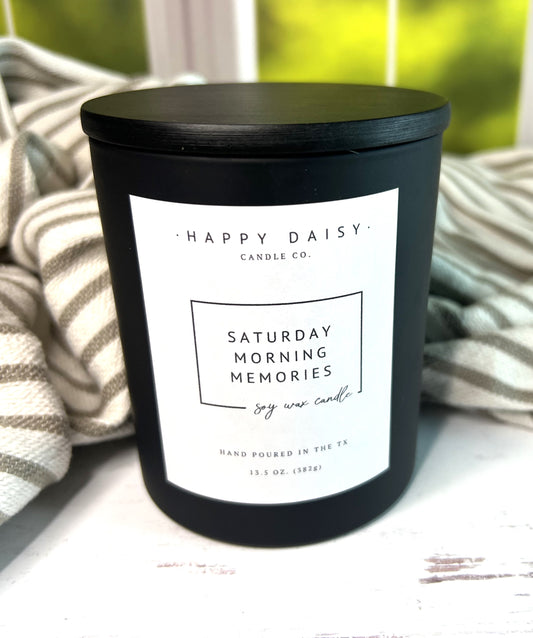 · HAPPY DAISY ·
CANDLE CO.
SATURDAY
MORNING
MEMORIES
soy wax candle
HAND POURED IN THE TX
13.5 OZ. (382g)